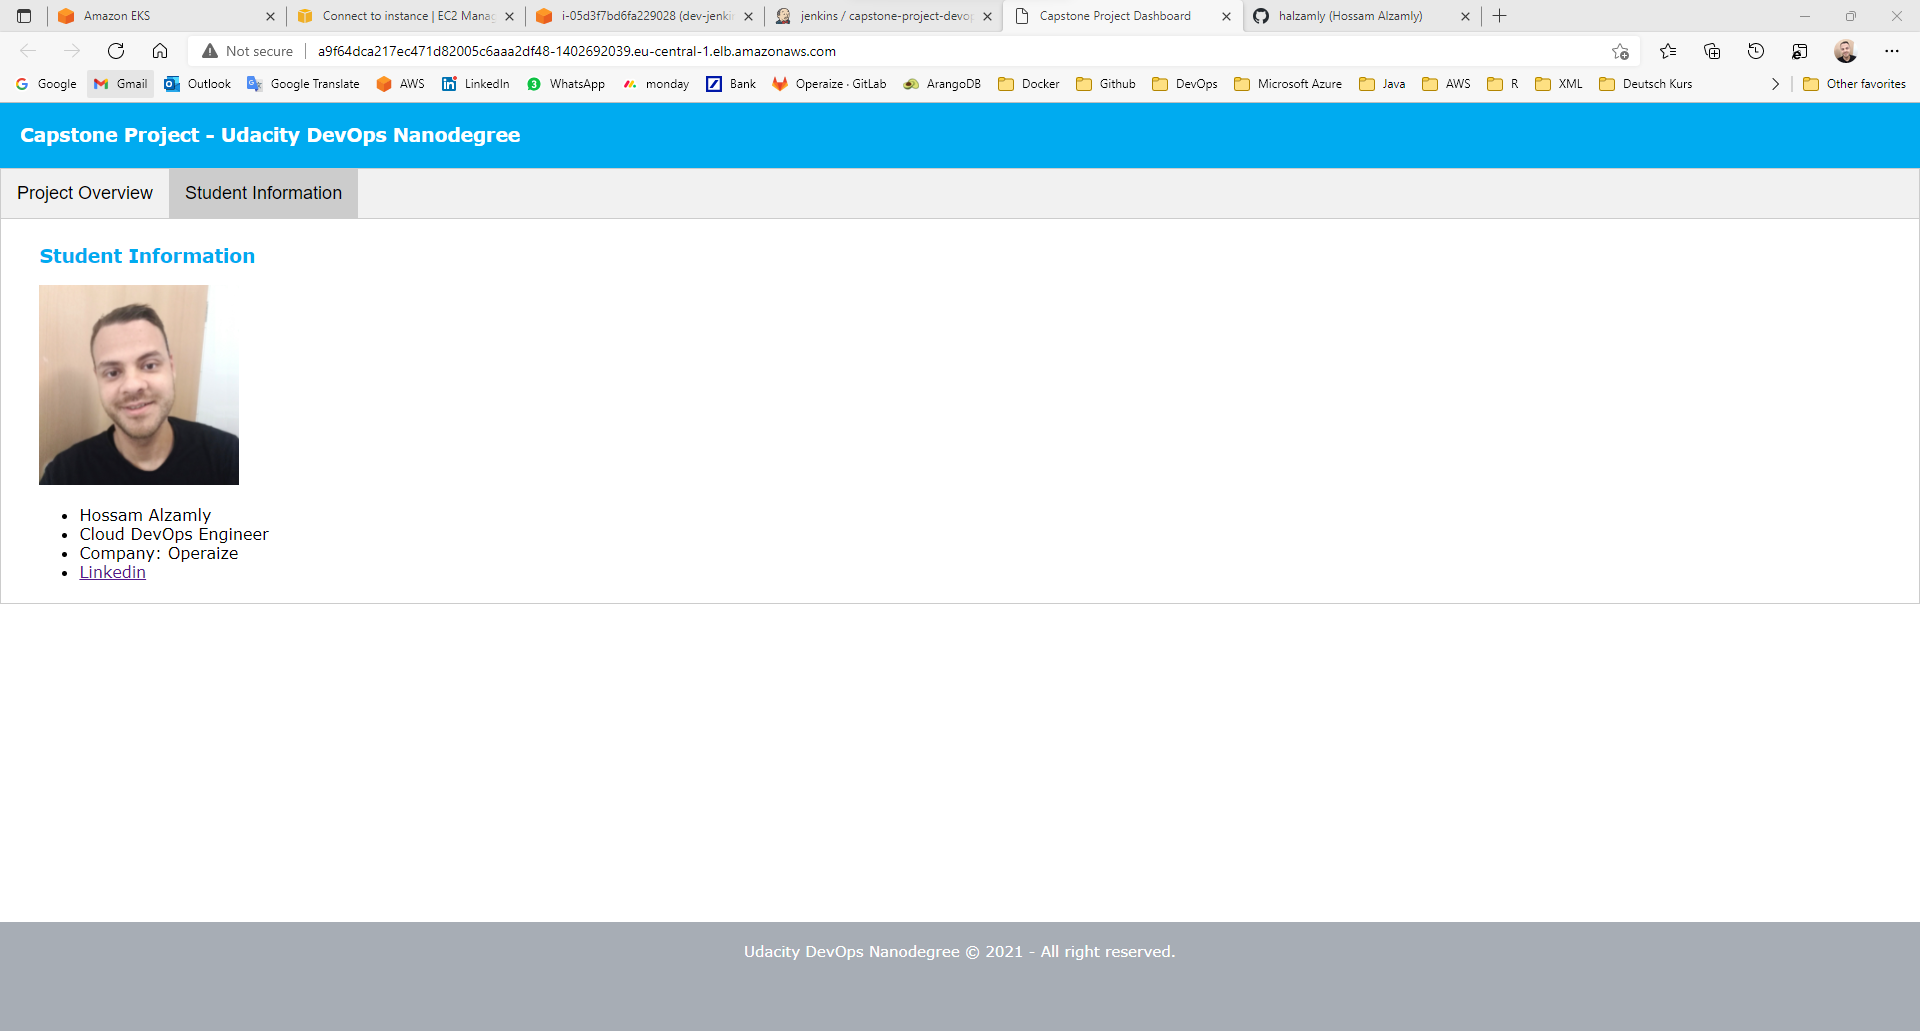 Amazon EKS
Connect to instance | EC2 Manag
i-05d3f7bd6fa229028 (dev-jenki
jenkins / capstone-project-devop
Capstone Project Dashboard
halzamly (Hossam Alzamly)
Not secure
a9f64dca217ec471d82005c6aaa2df48-1402692039.eu-central-1.elb.amazonaws.com
Google
Gmail
Outlook
Google Translate
AWS
LinkedIn
3 WhatsApp
monday
Bank
Operaize · GitLab
ArangoDB
Docker
Github
DevOps
Microsoft Azure
Java
AWS
R
XML
Deutsch Kurs
Other favorites
Capstone Project - Udacity DevOps Nanodegree
Project Overview
Student Information
Student Information
Hossam Alzamly
Cloud DevOps Engineer
Company: Operaize
Linkedin
Udacity DevOps Nanodegree © 2021 - All right reserved.